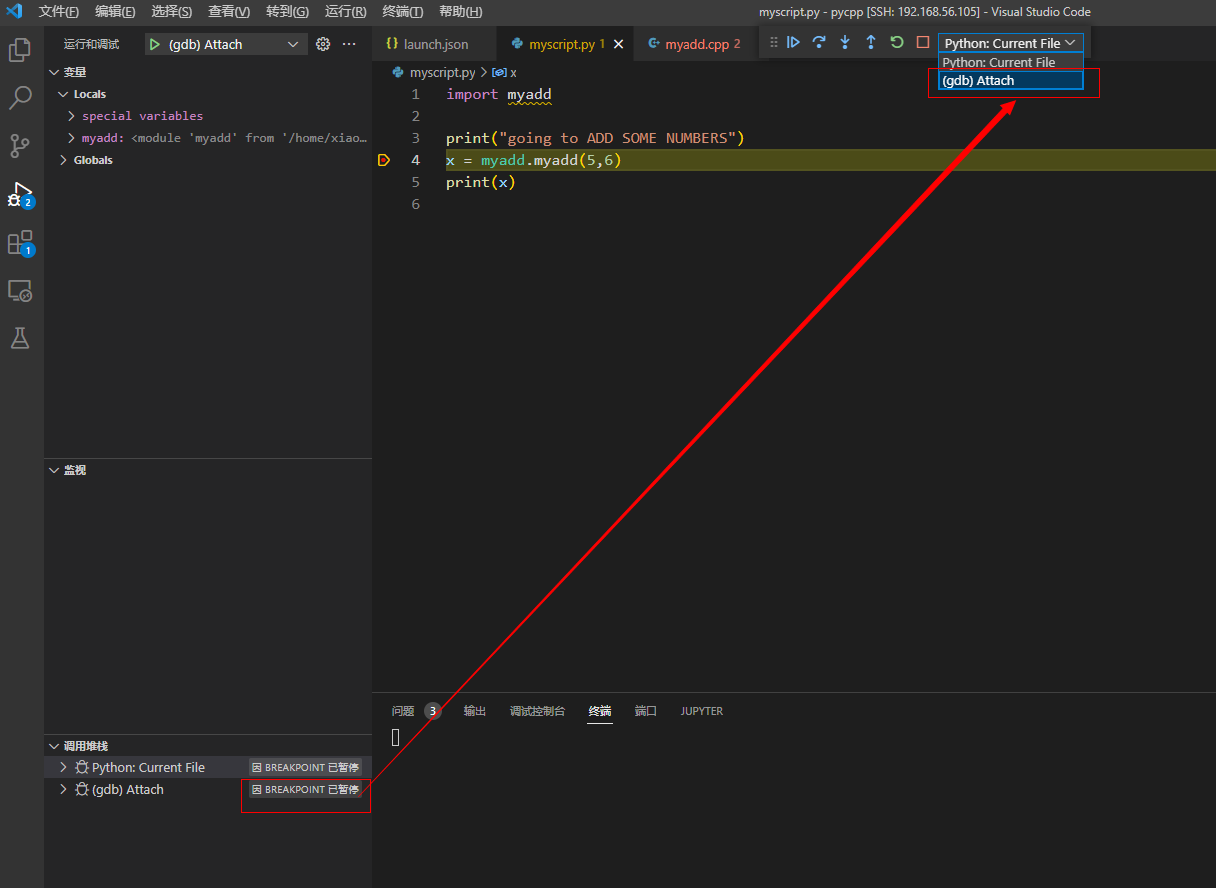 文件(F) 编辑(E) 选择(S) 查看(V) 转到(G) 运行(R) 终端(T) 帮助(H) myscript.py - pycpp [SSH: 192.168.56.105] - Visual Studio Code
运行和调试 (gdb) Attach ···
launch.json myscript.py 1 myadd.cpp 2 Python: Current File
Python: Current File
(gdb) Attach
变量
Locals
special variables
myadd: <module 'myadd' from '/home/xiao…
Globals
myscript.py > x
1 import myadd
2
3 print("going to ADD SOME NUMBERS")
4 x = myadd.myadd(5,6)
5 print(x)
6
2
1
监视
问题 3 输出 调试控制台 终端 端口 JUPYTER
调用堆栈
Python: Current File 因 BREAKPOINT 已暂停
(gdb) Attach 因 BREAKPOINT 已暂停